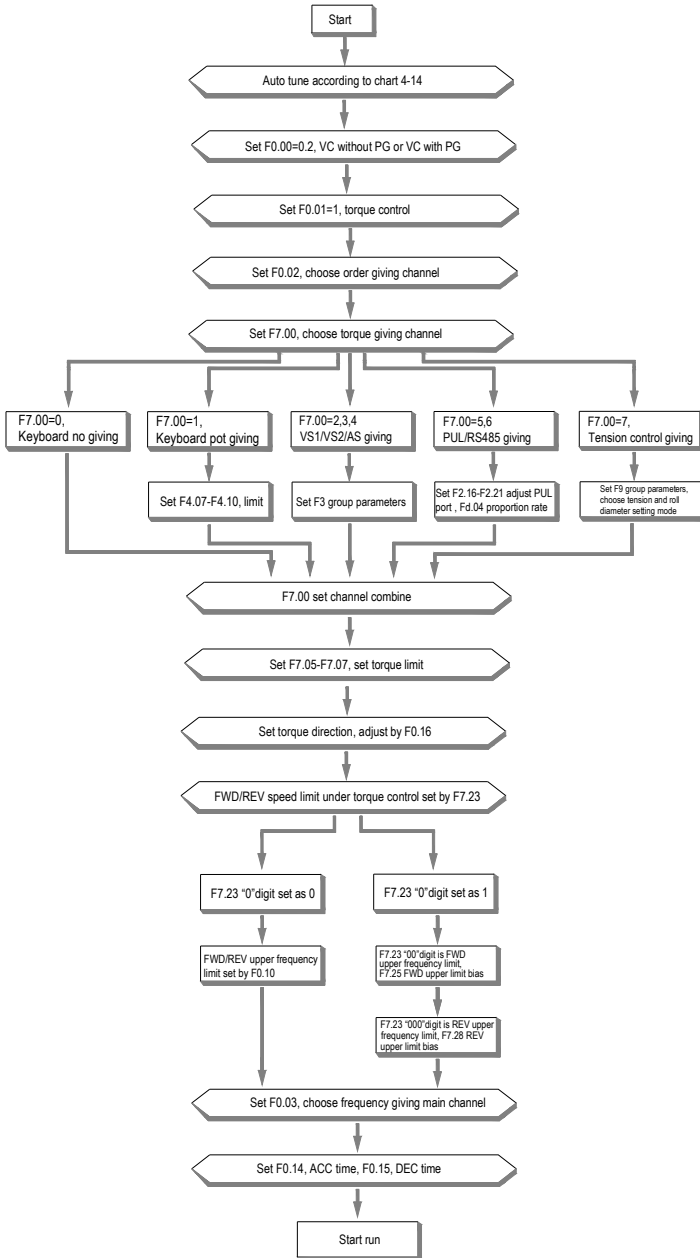 Start
Auto tune according to chart 4-14
Set F0.00=0.2, VC without PG or VC with PG
Set F0.01=1, torque control
Set F0.02, choose order giving channel
Set F7.00, choose torque giving channel
F7.00=0,
Keyboard no giving
F7.00=1,
Keyboard pot giving
F7.00=2,3,4
VS1/VS2/AS giving
F7.00=5,6
PUL/RS485 giving
F7.00=7,
Tension control giving
Set F4.07-F4.10, limit
Set F3 group parameters
Set F2.16-F2.21 adjust PUL
port , Fd.04 proportion rate
Set F9 group parameters,
choose tension and roll
diameter setting mode
F7.00 set channel combine
Set F7.05-F7.07, set torque limit
Set torque direction, adjust by F0.16
FWD/REV speed limit under torque control set by F7.23
F7.23 “0”digit set as 0
F7.23 “0”digit set as 1
FWD/REV upper frequency
limit set by F0.10
F7.23 “00”digit is FWD
upper frequency limit,
F7.25 FWD upper limit bias
F7.23 “000”digit is REV upper
frequency limit, F7.28 REV
upper limit bias
Set F0.03, choose frequency giving main channel
Set F0.14, ACC time, F0.15, DEC time
Start run